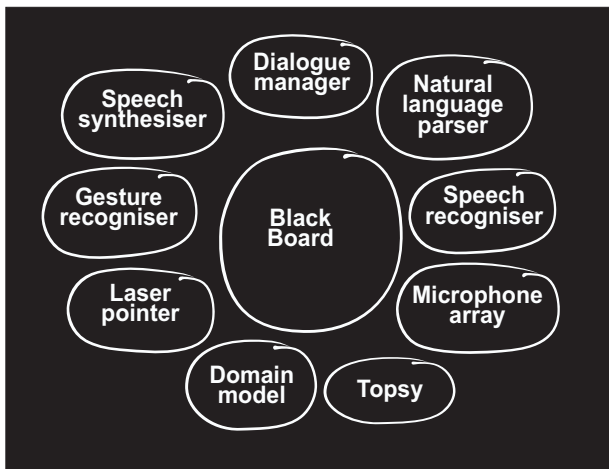 Dialogue
manager
Natural
language
parser
Speech
synthesiser
Speech
recogniser
Gesture
recogniser
Black
Board
Microphone
array
Laser
pointer
Domain
model
Topsy